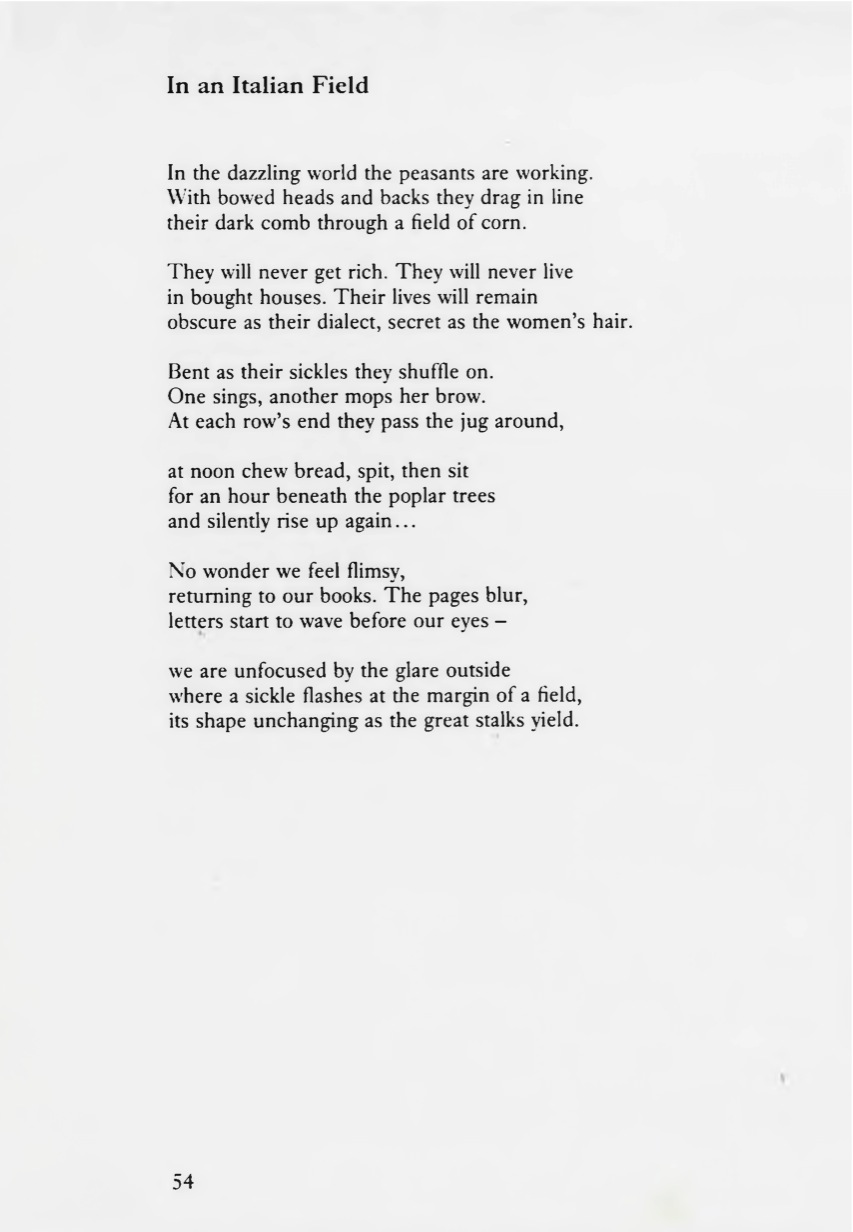 In an Italian Field

In the dazzling world the peasants are working.
With bowed heads and backs they drag in line
their dark comb through a field of corn.

They will never get rich. They will never live
in bought houses. Their lives will remain
obscure as their dialect, secret as the women's hair.

Bent as their sickles they shuffle on.
One sings, another mops her brow.
At each row's end they pass the jug around,

at noon chew bread, spit, then sit
for an hour beneath the poplar trees
and silently rise up again...

No wonder we feel flimsy,
returning to our books. The pages blur,
letters start to wave before our eyes –

we are unfocused by the glare outside
where a sickle flashes at the margin of a field,
its shape unchanging as the great stalks yield.

54